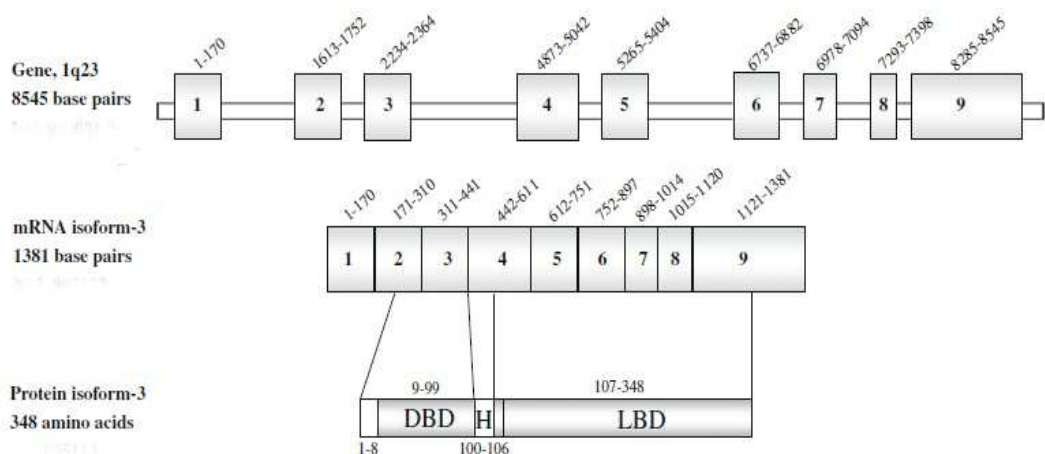 1-170 1613-1752 2234-2364 4873-5042 5265-5404 6737-6882 6978-7094 7293-7398 8285-8545
Gene, 1q23
8545 base pairs
1 2 3 4 5 6 7 8 9
1-170 171-310 311-441 442-611 612-751 752-897 898-1014 1015-1120 1121-1381
mRNA isoform-3
1381 base pairs
1 2 3 4 5 6 7 8 9
Protein isoform-3
348 amino acids
9-99 107-348
DBD H LBD
1-8 100-106